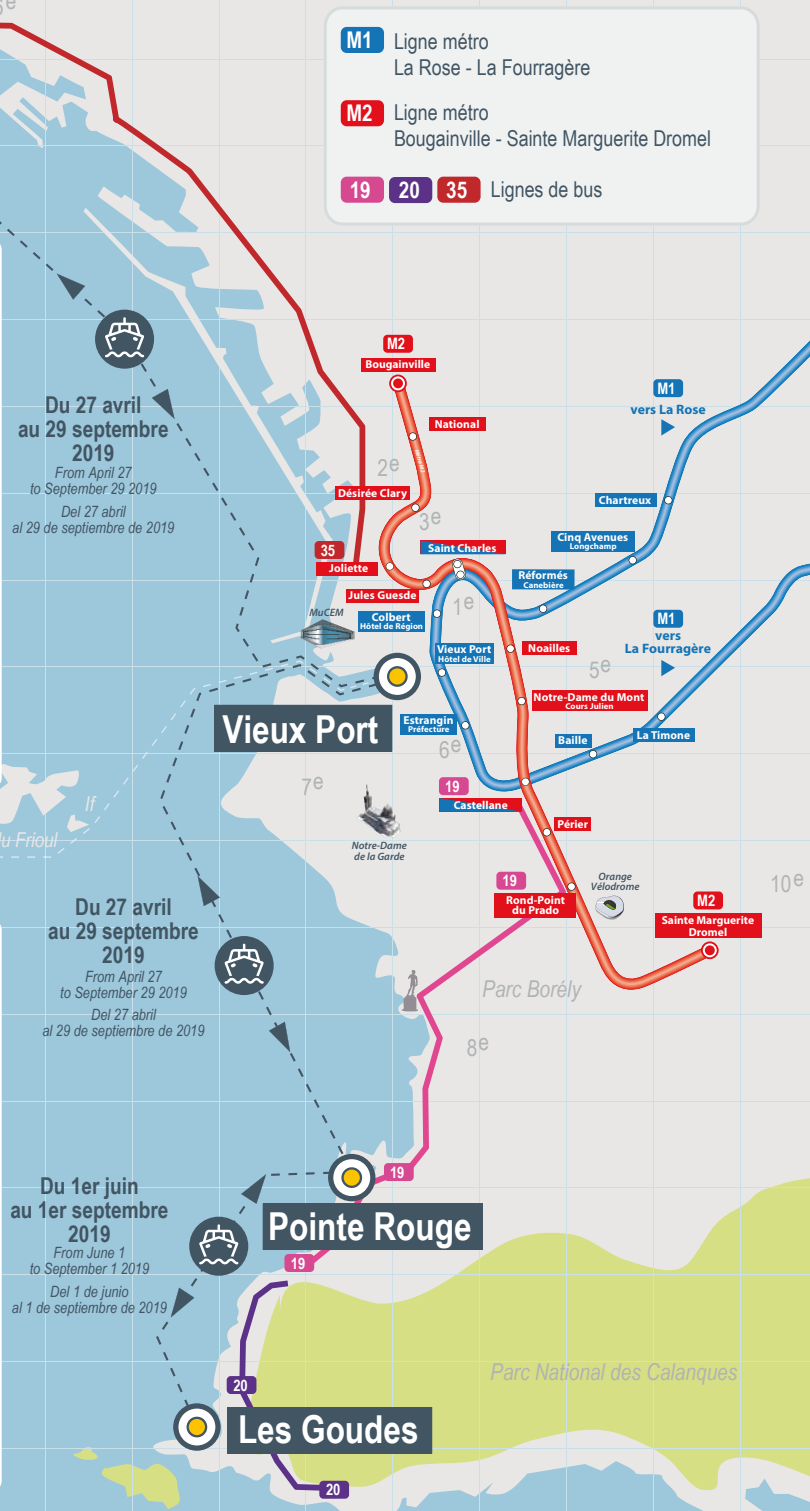 M1 Ligne métro
La Rose - La Fourragère
M2 Ligne métro
Bougainville - Sainte Marguerite Dromel
19 20 35 Lignes de bus
M2
Bougainville
National
Désirée Clary
2e
3e
35
Joliette
Jules Guesde
Saint Charles
M1
vers La Rose
Chartreux
Cinq Avenues
Longchamp
Réformés
Canebière
1e
MuCEM
Colbert
Hôtel de Région
Vieux Port
Hôtel de Ville
Noailles
5e
M1
vers
La Fourragère
Notre-Dame du Mont
Cours Julien
Vieux Port
Estrangin
Préfecture
6e
Baille
La Timone
7e
19
Castellane
Périer
If
du Frioul
Notre-Dame
de la Garde
19
Rond-Point
du Prado
Orange
Vélodrome
10e
M2
Sainte Marguerite
Dromel
Parc Borély
8e
Du 27 avril
au 29 septembre
2019
From April 27
to September 29 2019
Del 27 abril
al 29 de septiembre de 2019
Du 27 avril
au 29 septembre
2019
From April 27
to September 29 2019
Del 27 abril
al 29 de septiembre de 2019
19
Pointe Rouge
19
Du 1er juin
au 1er septembre
2019
From June 1
to September 1 2019
Del 1 de junio
al 1 de septiembre de 2019
Parc National des Calanques
20
Les Goudes
20